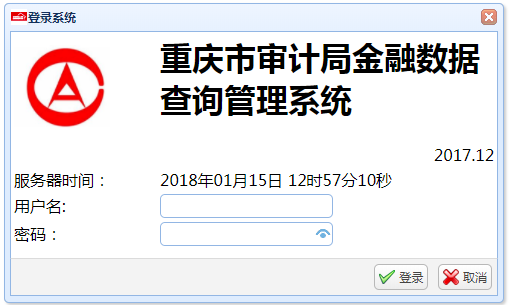 登录系统
重庆市审计局金融数据
查询管理系统
2017.12
服务器时间：
2018年01月15日 12时57分10秒
用户名:
密码：
登录
取消